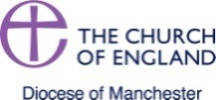 THE CHURCH
OF ENGLAND
Diocese of Manchester